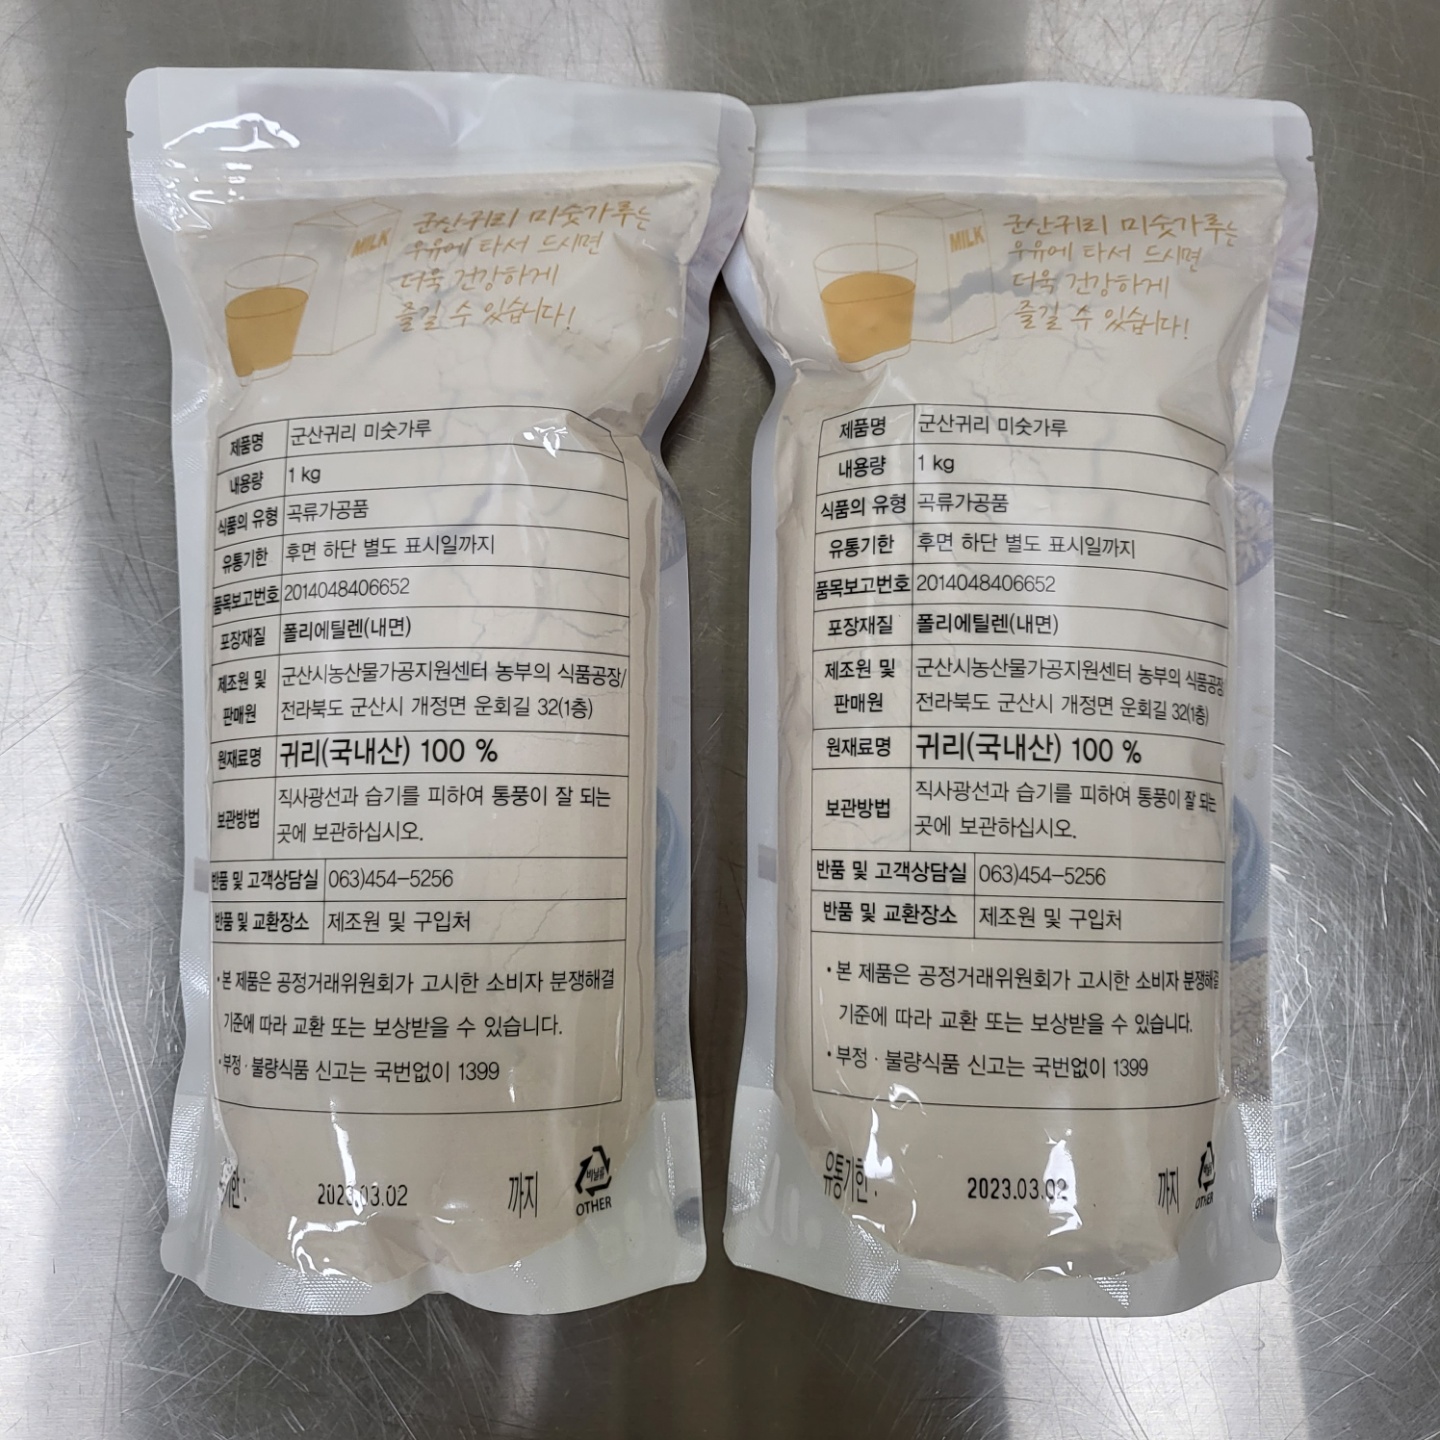 군산귀리 미숫가루는
우유에 타서 드시면
더욱 건강하게
즐길 수 있습니다!
MILK
제품명 군산귀리 미숫가루
내용량 1 kg
식품의 유형 곡류가공품
유통기한 후면 하단 별도 표시일까지
품목보고번호 2014048406652
포장재질 폴리에틸렌(내면)
제조원 및 판매원 군산시농산물가공지원센터 농부의 식품공장/
전라북도 군산시 개정면 운회길 32(1층)
원재료명 귀리(국내산) 100 %
보관방법 직사광선과 습기를 피하여 통풍이 잘 되는
곳에 보관하십시오.
반품 및 고객상담실 063)454-5256
반품 및 교환장소 제조원 및 구입처
• 본 제품은 공정거래위원회가 고시한 소비자 분쟁해결
기준에 따라 교환 또는 보상받을 수 있습니다.
• 부정 · 불량식품 신고는 국번없이 1399
2023.03.02 까지
비닐류
OTHER
군산귀리 미숫가루는
우유에 타서 드시면
더욱 건강하게
즐길 수 있습니다!
MILK
제품명 군산귀리 미숫가루
내용량 1 kg
식품의 유형 곡류가공품
유통기한 후면 하단 별도 표시일까지
품목보고번호 2014048406652
포장재질 폴리에틸렌(내면)
제조원 및 판매원 군산시농산물가공지원센터 농부의 식품공장
전라북도 군산시 개정면 운회길 32(1층)
원재료명 귀리(국내산) 100 %
보관방법 직사광선과 습기를 피하여 통풍이 잘 되는
곳에 보관하십시오.
반품 및 고객상담실 063)454-5256
반품 및 교환장소 제조원 및 구입처
• 본 제품은 공정거래위원회가 고시한 소비자 분쟁해결
기준에 따라 교환 또는 보상받을 수 있습니다.
• 부정 · 불량식품 신고는 국번없이 1399
유통기한 : 2023.03.02 까지
OTHER